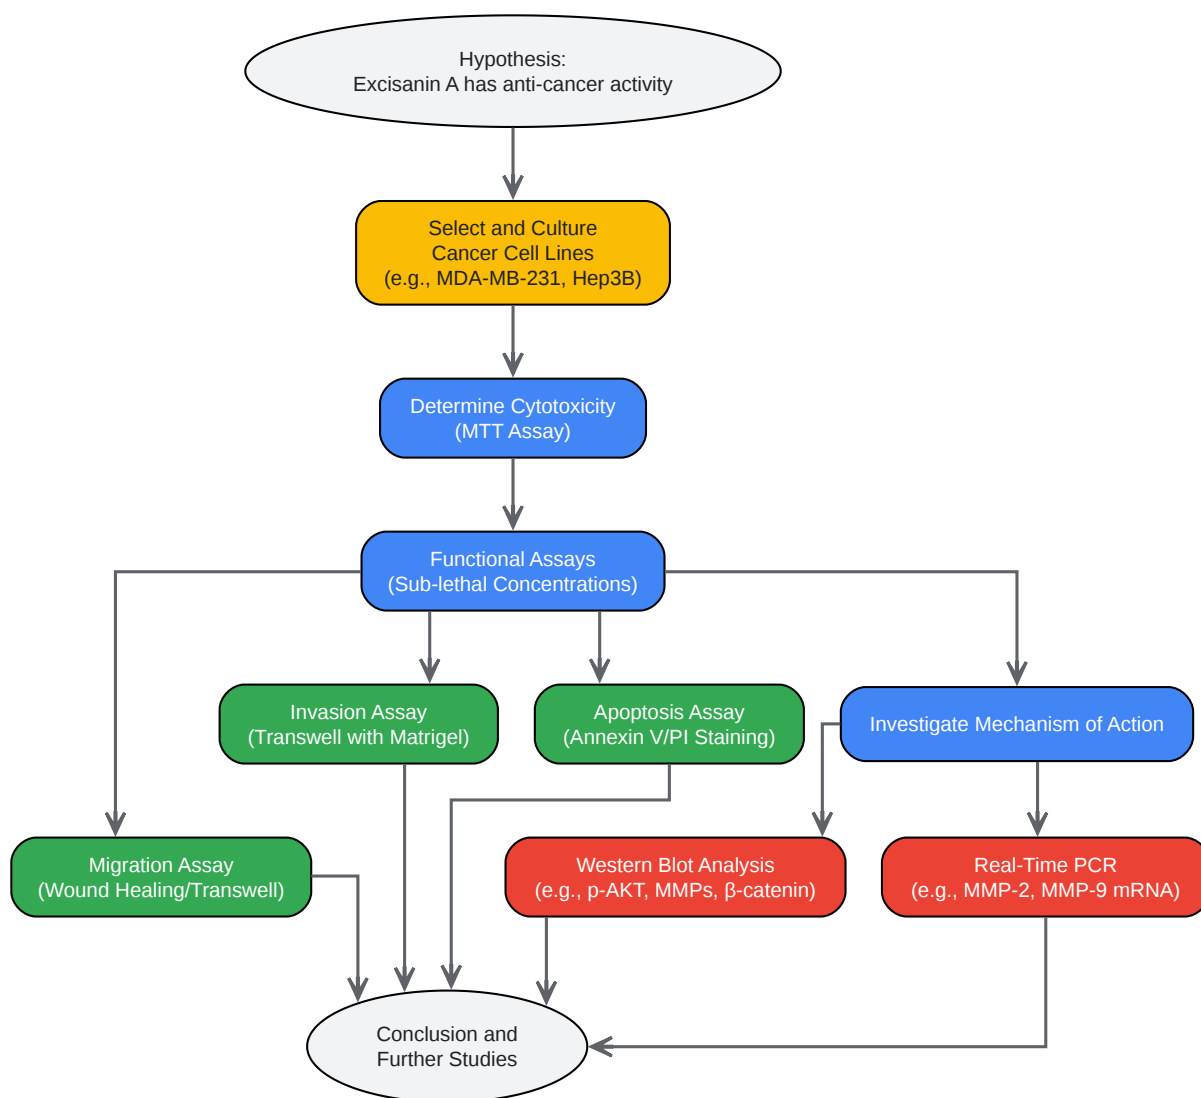 Hypothesis:
Excisanin A has anti-cancer activity
Select and Culture
Cancer Cell Lines
(e.g., MDA-MB-231, Hep3B)
Determine Cytotoxicity
(MTT Assay)
Functional Assays
(Sub-lethal Concentrations)
Invasion Assay
(Transwell with Matrigel)
Apoptosis Assay
(Annexin V/PI Staining)
Investigate Mechanism of Action
Migration Assay
(Wound Healing/Transwell)
Western Blot Analysis
(e.g., p-AKT, MMPs, β-catenin)
Real-Time PCR
(e.g., MMP-2, MMP-9 mRNA)
Conclusion and
Further Studies